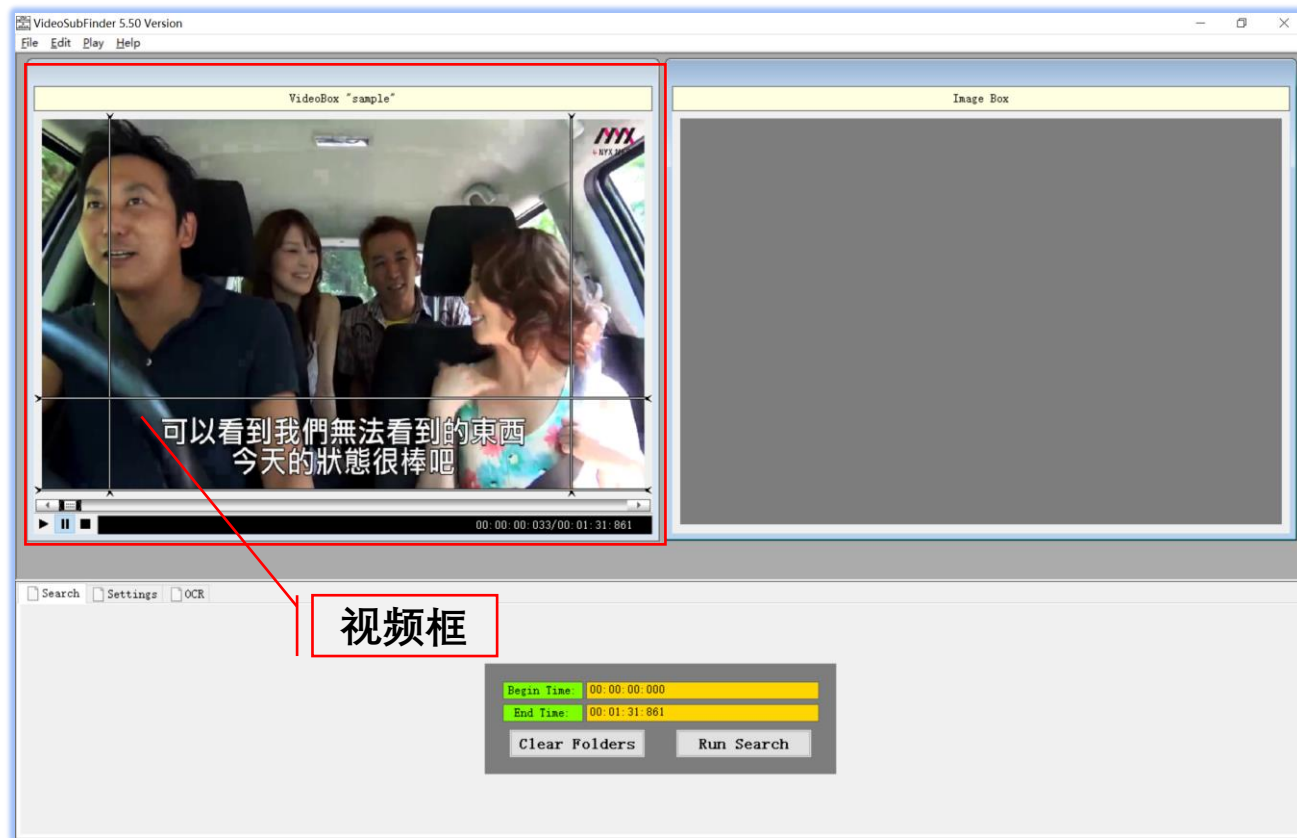 VideoSubFinder 5.50 Version
File Edit Play Help
VideoBox "sample"
Image Box
NYX
可以看到我們無法看到的東西
今天的狀態很棒吧
00:00:00:033/00:01:31:861
Search Settings OCR
视频框
Begin Time: 00:00:00:000
End Time: 00:01:31:861
Clear Folders Run Search